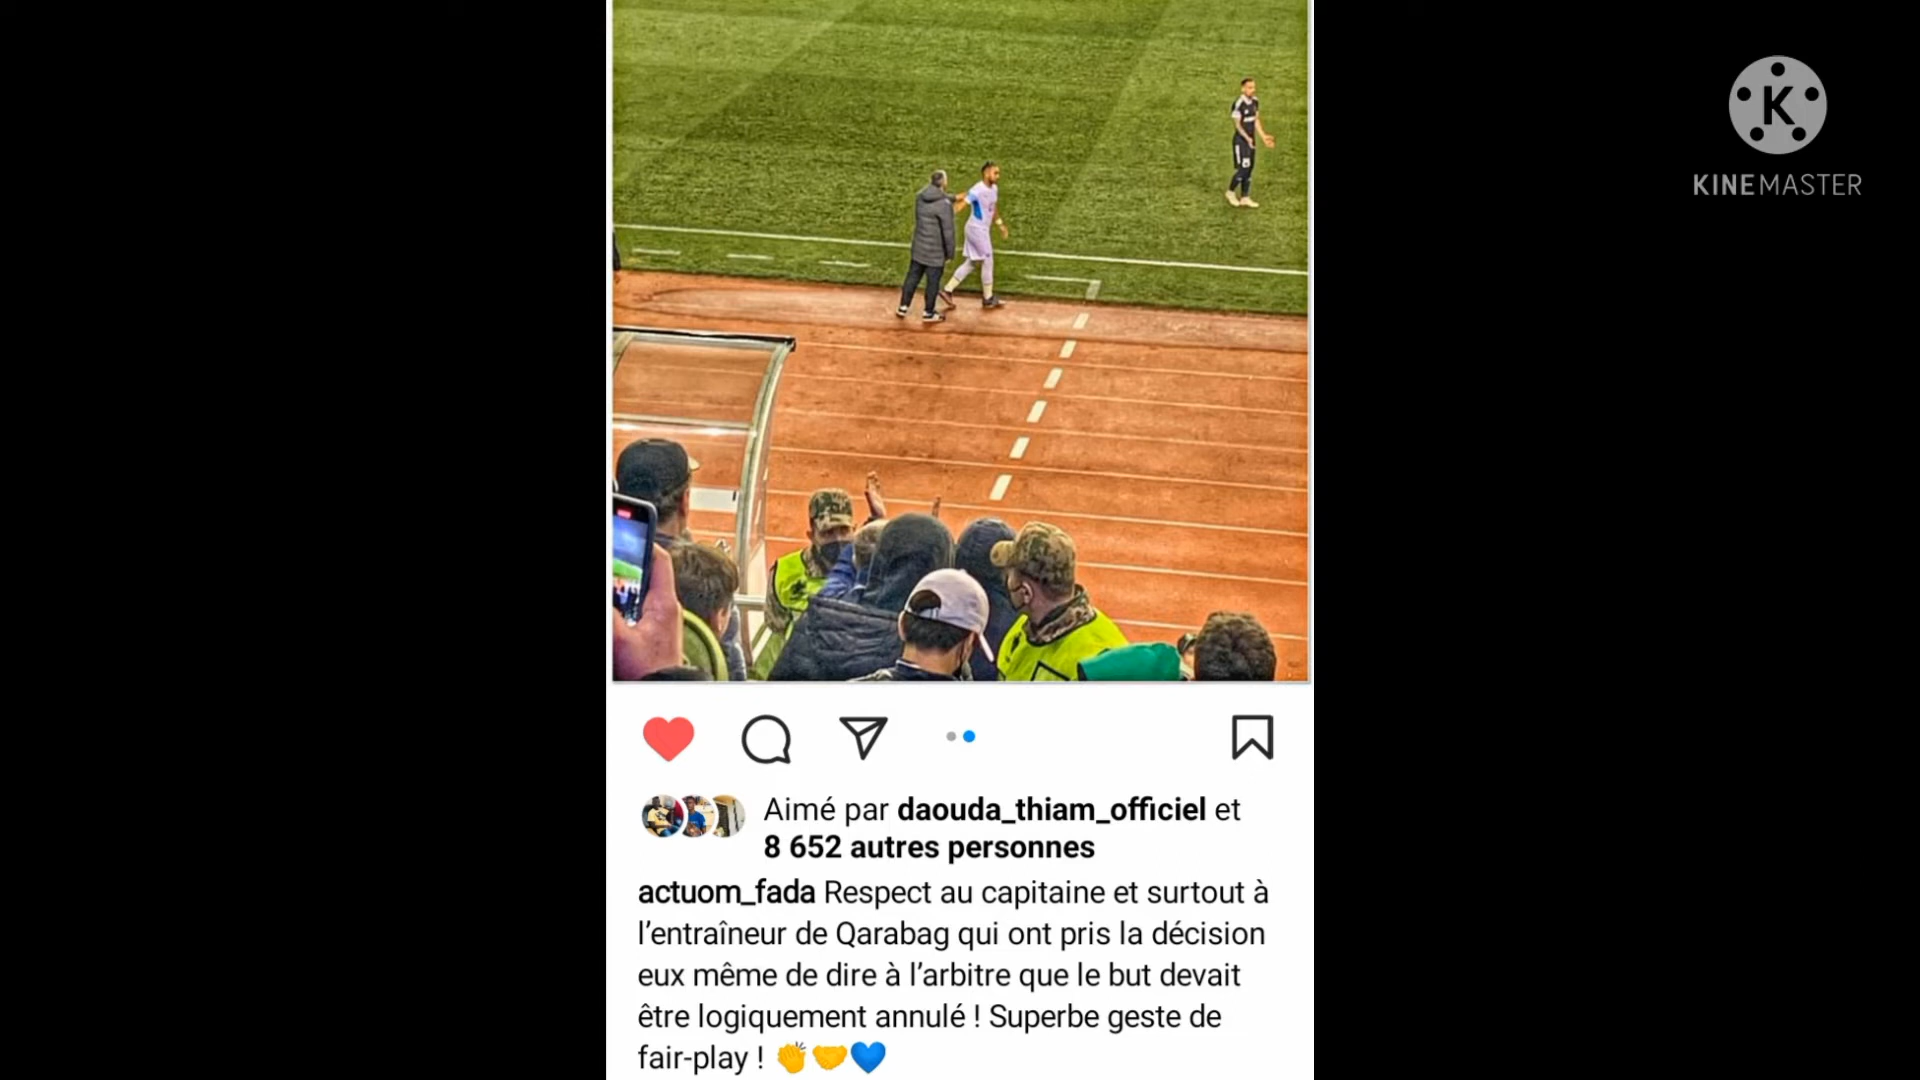 K
KINEMASTER
Aimé par daouda_thiam_officiel et
8 652 autres personnes
actuom_fada Respect au capitaine et surtout à
l’entraîneur de Qarabag qui ont pris la décision
eux même de dire à l’arbitre que le but devait
être logiquement annulé ! Superbe geste de
fair-play ! 👏🤝💙